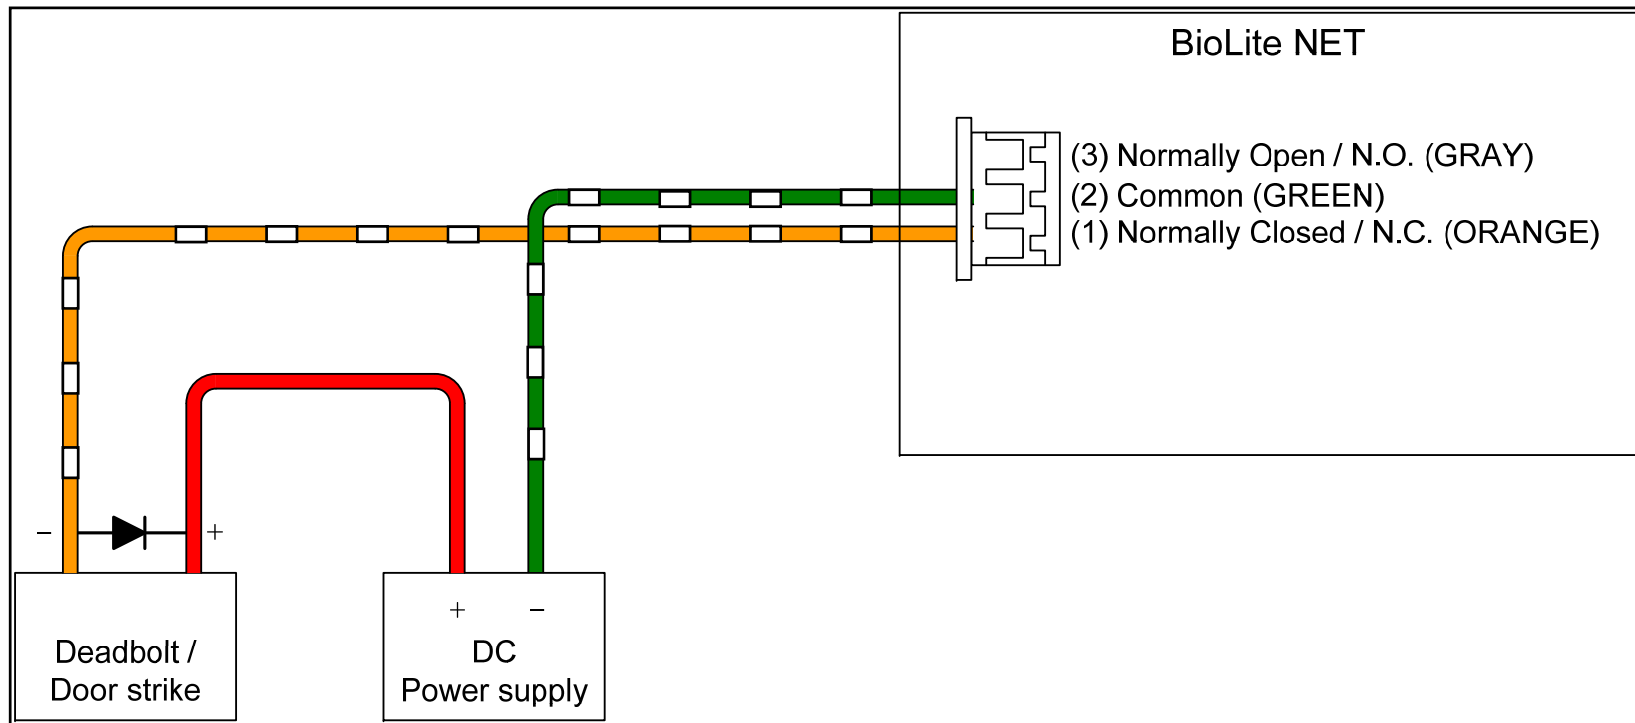 BioLite NET
(3) Normally Open / N.O. (GRAY)
(2) Common (GREEN)
(1) Normally Closed / N.C. (ORANGE)
− +
+ −
Deadbolt /
Door strike
DC
Power supply